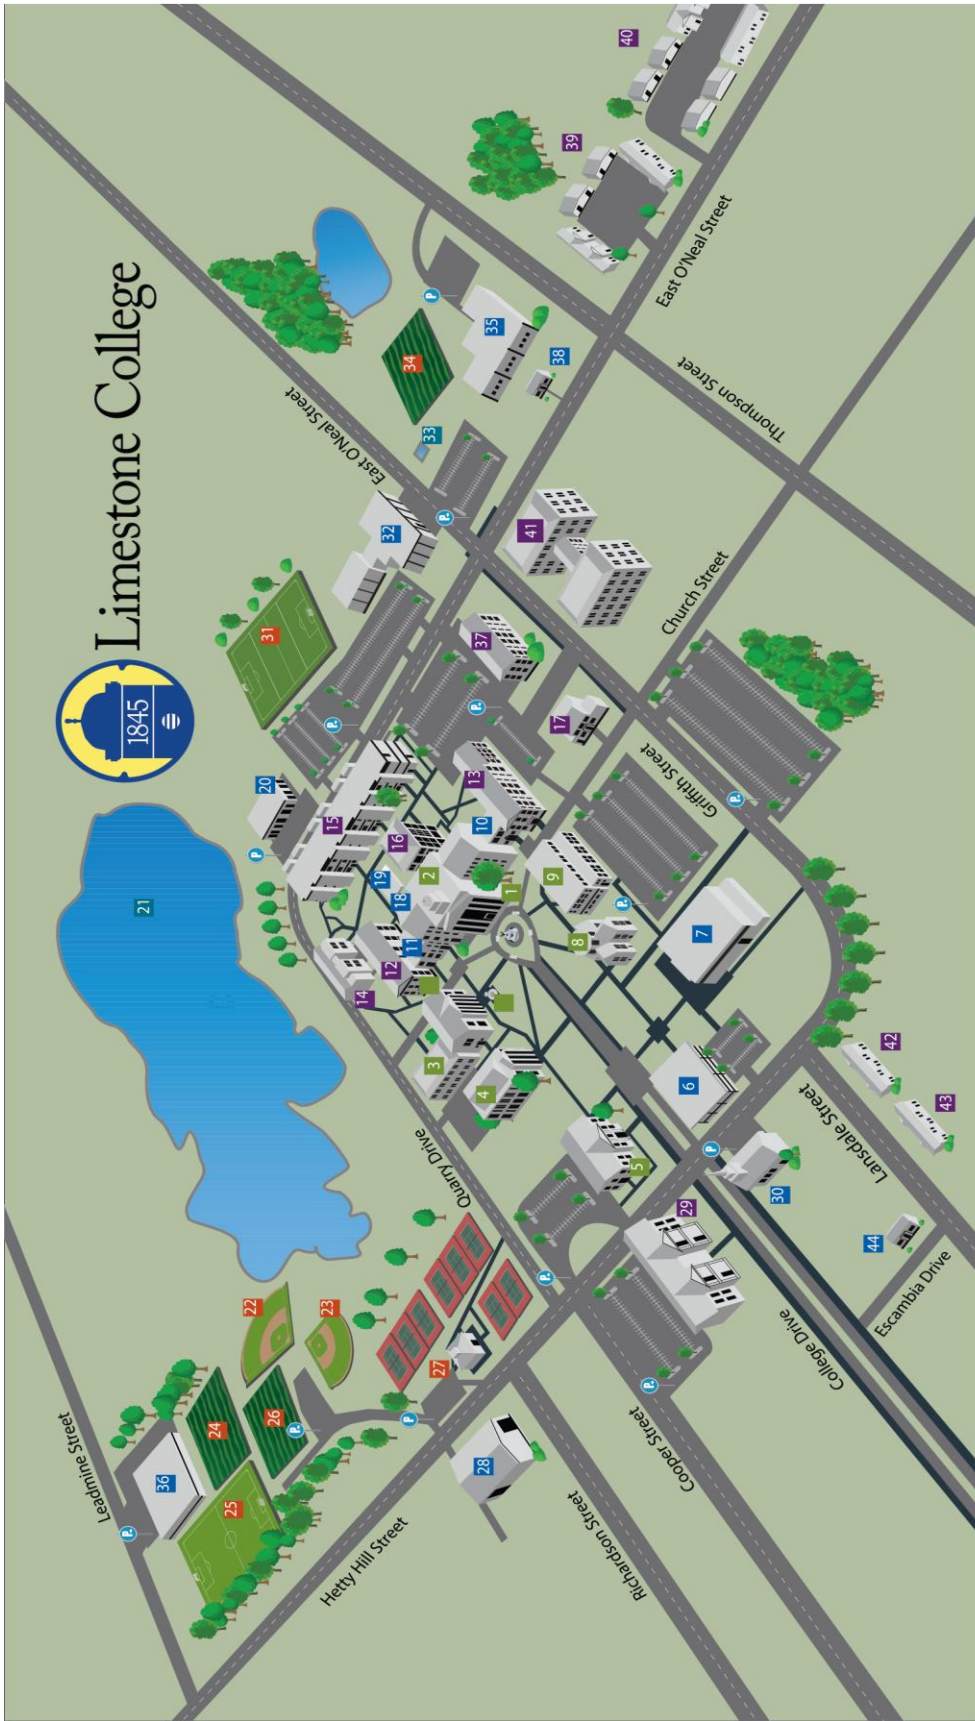 Limestone College
1845
Leadmine Street
Hetty Hill Street
Richardson Street
Cooper Street
College Drive
Escambia Drive
Lansdale Street
Quarry Drive
Griffith Street
Church Street
Thompson Street
East O'Neal Street
East O'Neal Street
1
2
3
4
5
6
7
8
9
10
11
12
13
14
15
16
17
18
19
20
21
22
23
24
25
26
27
28
29
30
31
32
33
34
35
36
37
38
39
40
41
42
43
44
P.
P.
P
P
P.
P
P
P.
P.
P.
P.
P.
P